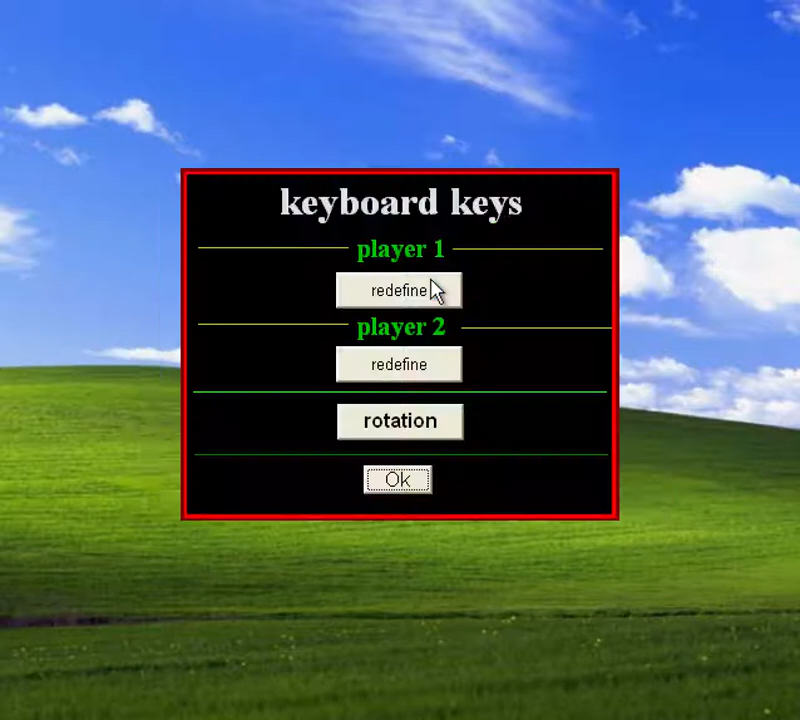 keyboard keys
player 1
redefine
player 2
redefine
rotation
Ok